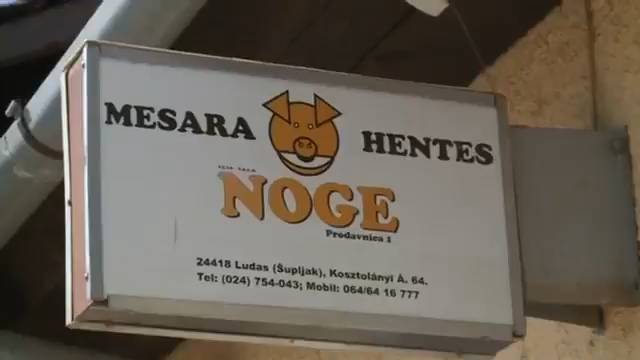 MESARA HENTES
NOGE
Prodavnica 1
24418 Ludas (Šupljak), Kosztolányi Á. 64.
Tel: (024) 754-043; Mobil: 064/64 16 777